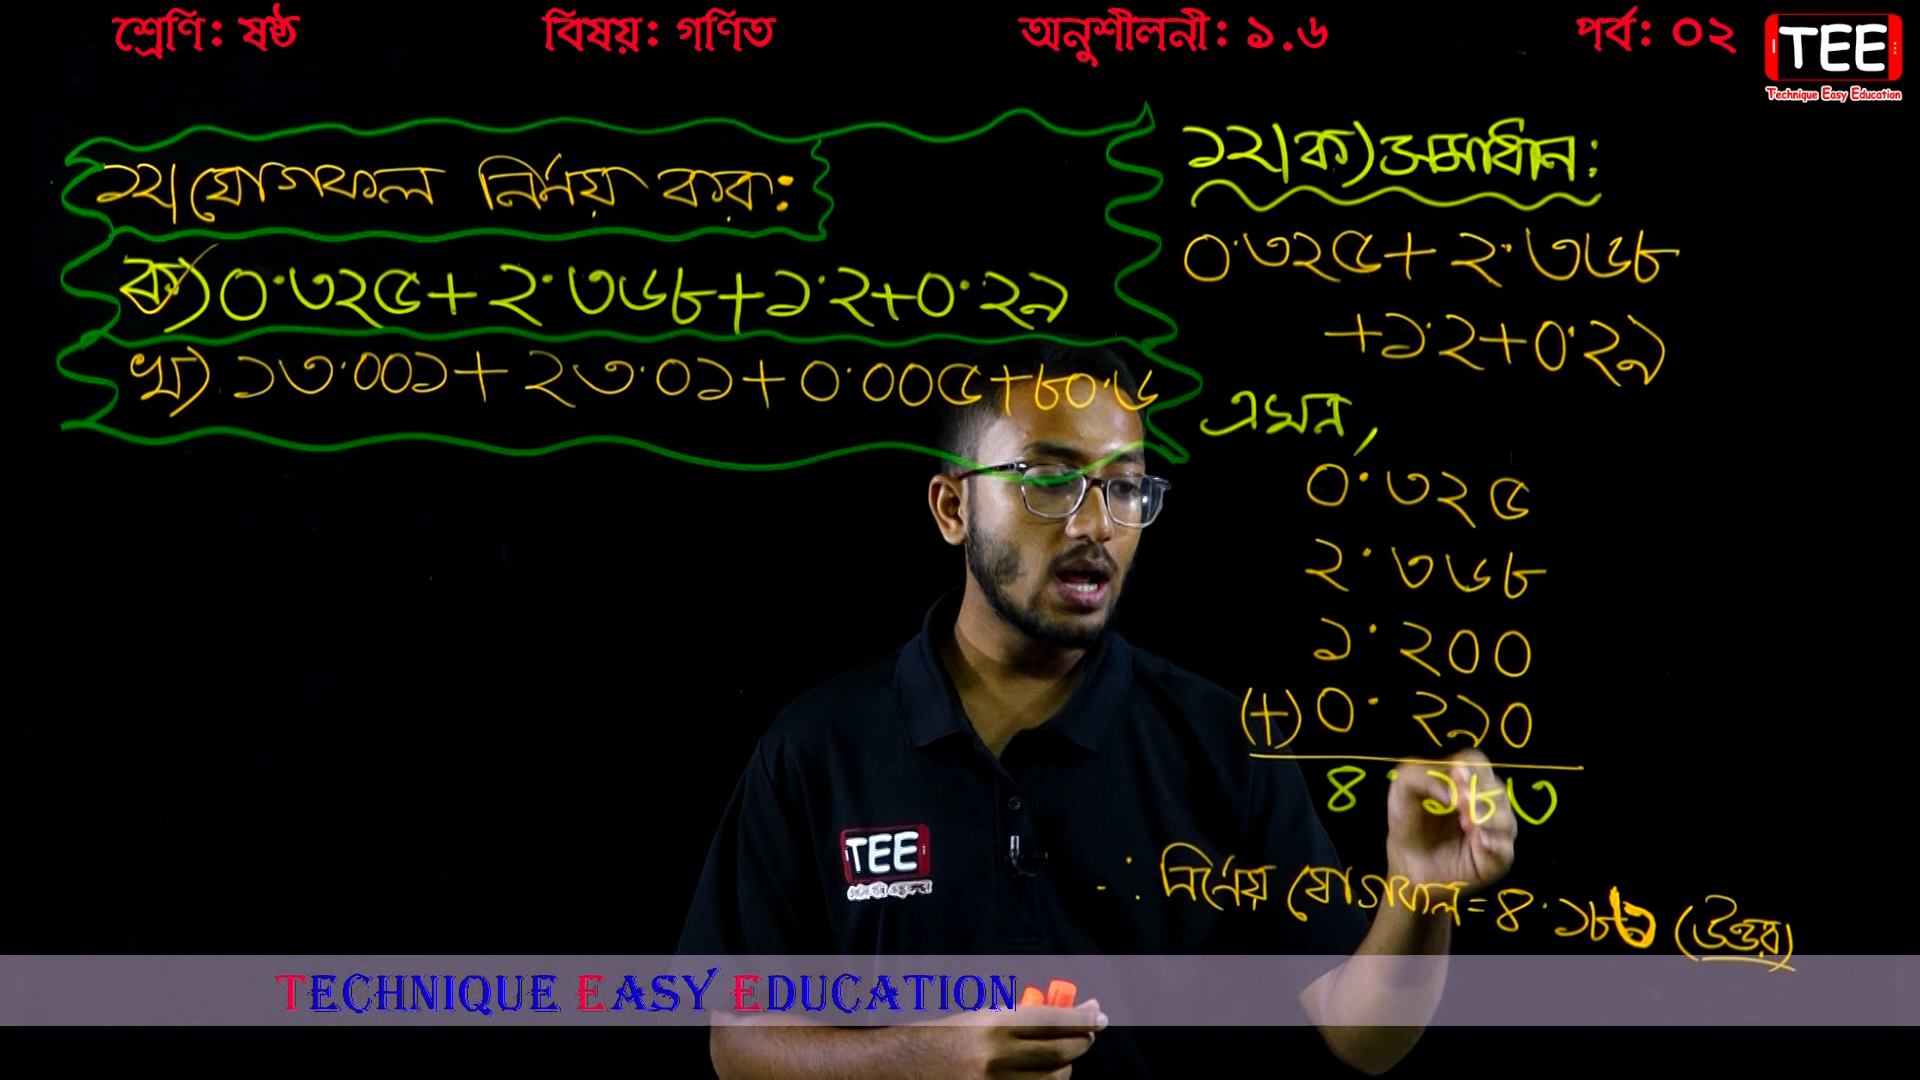 শ্রেণি: ষষ্ঠ বিষয়: গণিত অনুশীলনী: ১.৬ পর্ব: ০২
TEE
Technique Easy Education
১২। যোগফল নির্ণয় কর:
ক) ০.৩২৫+২.৩৬৮+১.২+০.২৯
খ) ১৩.০০১+২৩.০১+০.০০৫+৮০.৬
১২। ক) সমাধান:
০.৩২৫+২.৩৬৮
+১.২+০.২৯
এখন,
০.৩২৫
২.৩৬৮
১.২০০
(+) ০.২৯০
৪.১৮৩
∴ নির্ণেয় যোগফল=৪.১৮৩ (উত্তর)
TEE
TECHNIQUE EASY EDUCATION